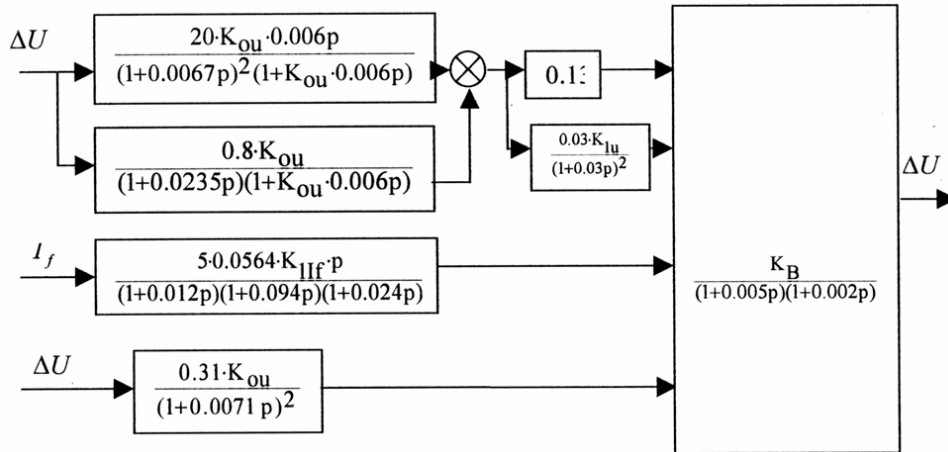 ΔU
20·K_ou·0.006p
(1+0.0067p)²(1+K_ou·0.006p)
0.8·K_ou
(1+0.0235p)(1+K_ou·0.006p)
0.03·K_1u
(1+0.03p)²
ΔU
I_f
5·0.0564·K_1If·p
(1+0.012p)(1+0.094p)(1+0.024p)
K_B
(1+0.005p)(1+0.002p)
ΔU
0.31·K_ou
(1+0.0071 p)²